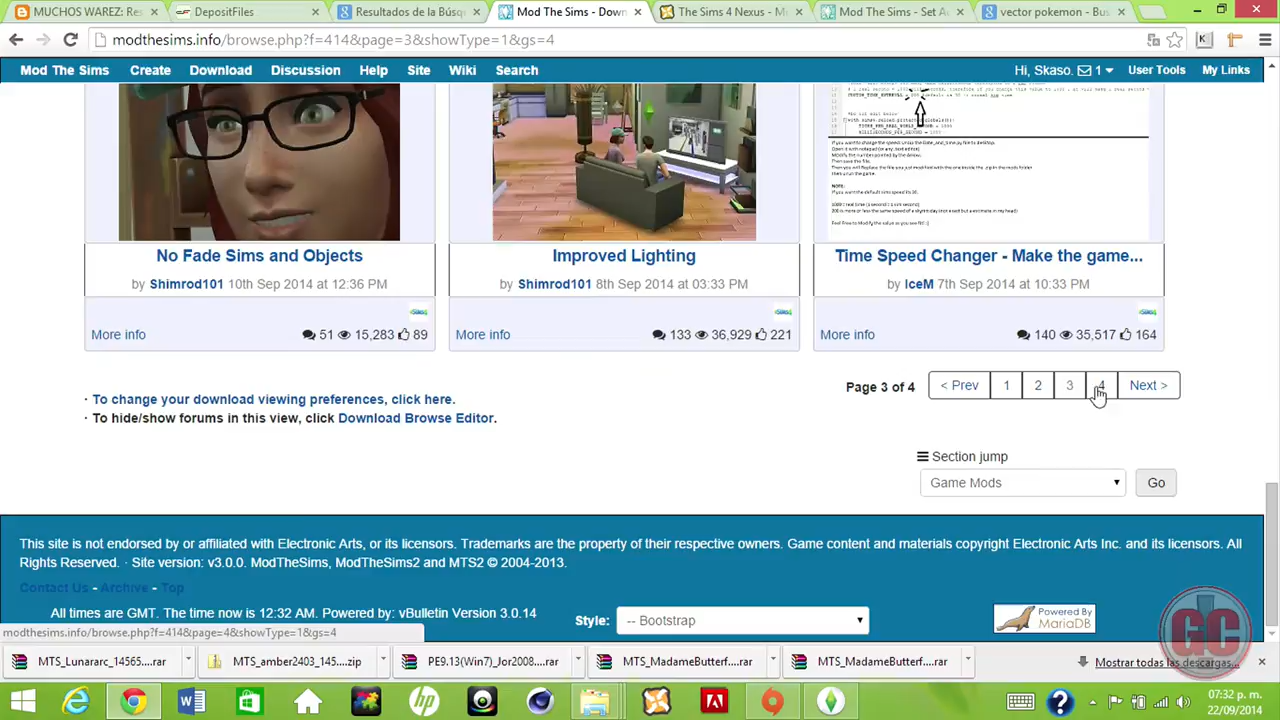 MUCHOS WAREZ: Re
DepositFiles
Resultados de la Búsq
Mod The Sims - Dow
The Sims 4 Nexus - M
Mod The Sims - Set A
vector pokemon - Bus
modthesims.info/browse.php?f=414&page=3&showType=1&gs=4
Mod The Sims Create Download Discussion Help Site Wiki Search Hi, Skaso. 1 User Tools My Links
NOTE:
No Fade Sims and Objects
by Shimrod101 10th Sep 2014 at 12:36 PM
More info 51 15,283 89
Improved Lighting
by Shimrod101 8th Sep 2014 at 03:33 PM
More info 133 36,929 221
Time Speed Changer - Make the game...
by IceM 7th Sep 2014 at 10:33 PM
More info 140 35,517 164
Page 3 of 4 < Prev 1 2 3 4 Next >
· To change your download viewing preferences, click here.
· To hide/show forums in this view, click Download Browse Editor.
Section jump
Game Mods Go
This site is not endorsed by or affiliated with Electronic Arts, or its licensors. Trademarks are the property of their respective owners. Game content and materials copyright Electronic Arts Inc. and its licensors. All
Rights Reserved. · Site version: v3.0.0. ModTheSims, ModTheSims2 and MTS2 © 2004-2013.
Contact Us - Archive - Top
All times are GMT. The time now is 12:32 AM. Powered by: vBulletin Version 3.0.14
Style: -- Bootstrap
Powered By
MariaDB
GC
modthesims.info/browse.php?f=414&page=4&showType=1&gs=4
MTS_Lunararc_14565....rar
MTS_amber2403_145....zip
PE9.13(Win7)_Jor2008....rar
MTS_MadameButterf....rar
MTS_MadameButterf....rar
Mostrar todas las descargas...
07:32 p. m.
22/09/2014